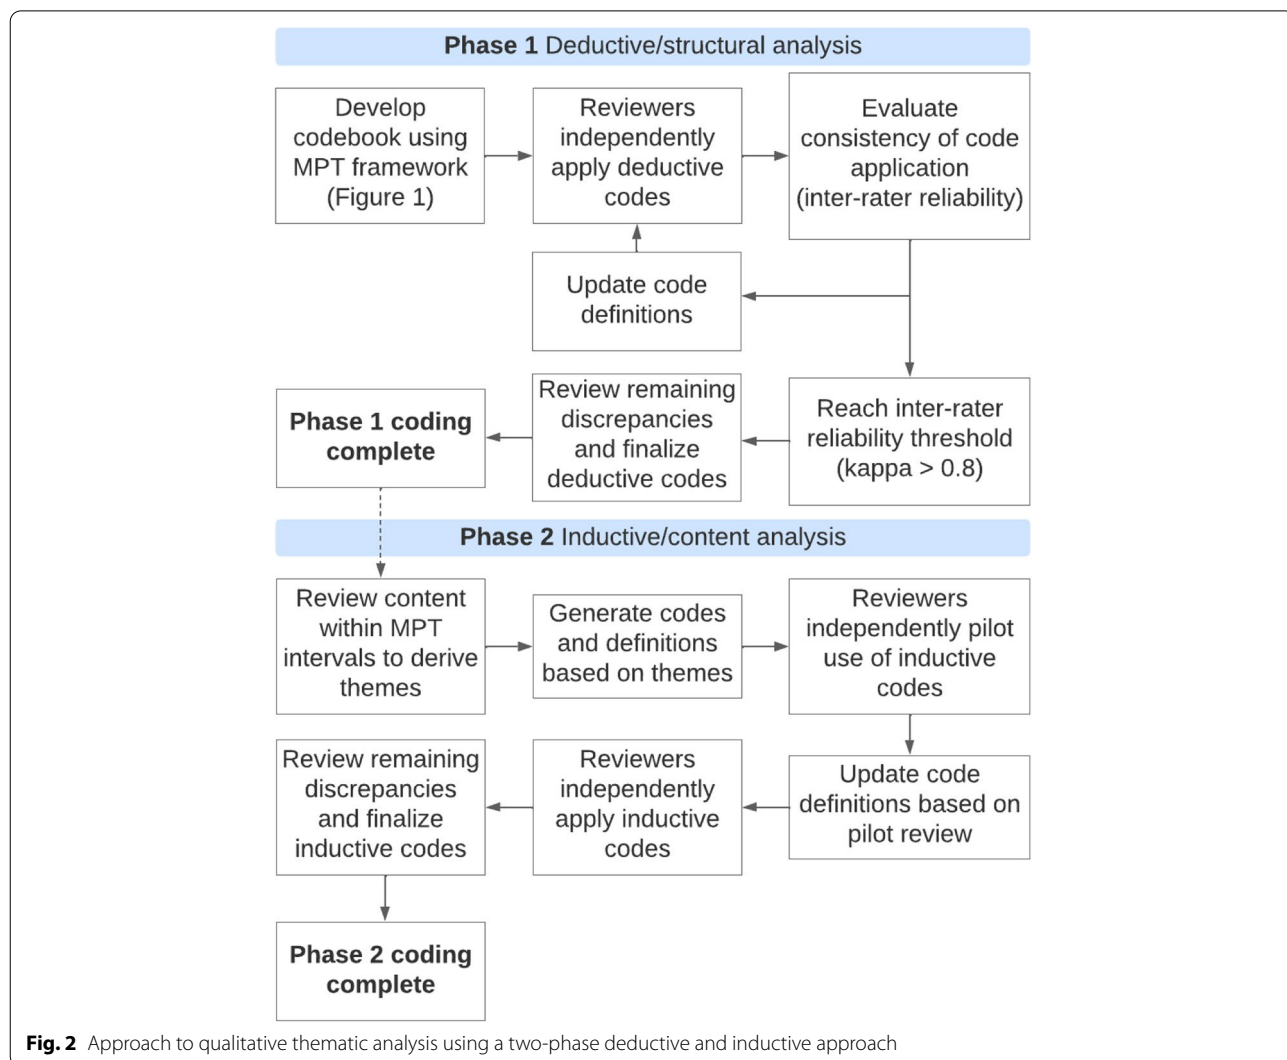 Phase 1 Deductive/structural analysis
Develop
codebook using
MPT framework
(Figure 1)
Reviewers
independently
apply deductive
codes
Evaluate
consistency of code
application
(inter-rater reliability)
Update code
definitions
Reach inter-rater
reliability threshold
(kappa > 0.8)
Review remaining
discrepancies
and finalize
deductive codes
Phase 1 coding
complete
Phase 2 Inductive/content analysis
Review content
within MPT
intervals to derive
themes
Generate codes
and definitions
based on themes
Reviewers
independently pilot
use of inductive
codes
Update code
definitions based on
pilot review
Reviewers
independently
apply inductive
codes
Review remaining
discrepancies
and finalize
inductive codes
Phase 2 coding
complete
Fig. 2 Approach to qualitative thematic analysis using a two-phase deductive and inductive approach